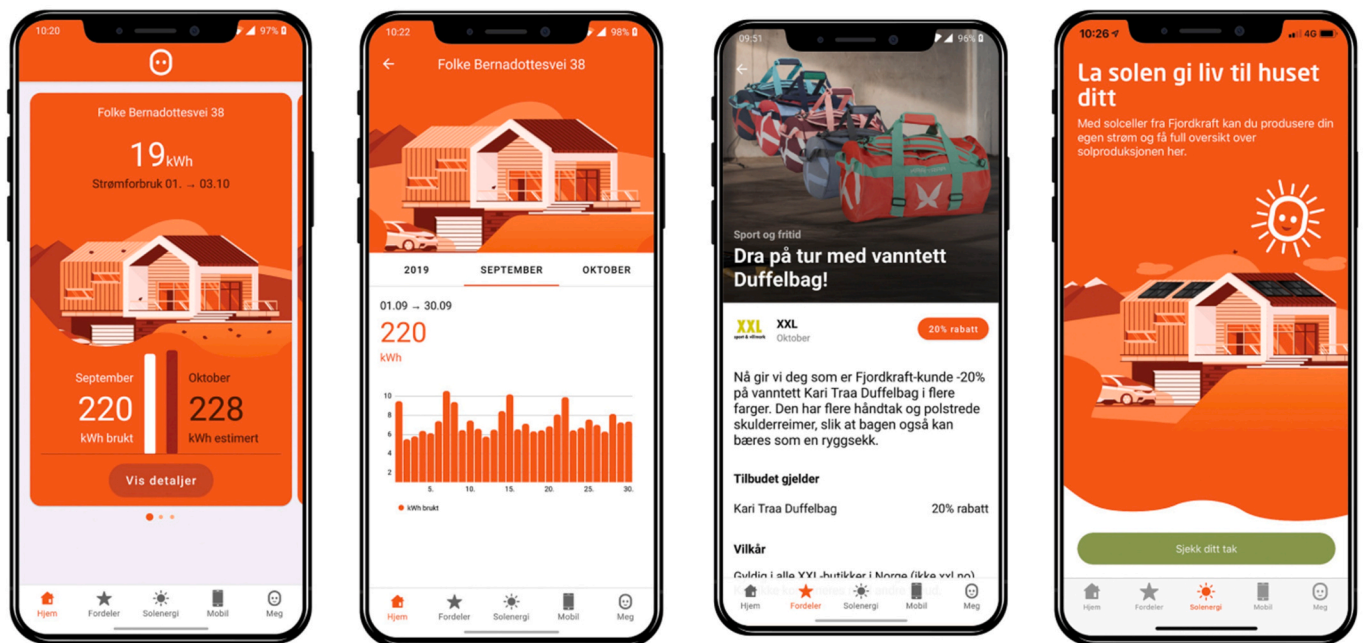 10:20
97%
Folke Bernadottesvei 38
19 kWh
Strømforbruk 01. → 03.10
September
220
kWh brukt
Oktober
228
kWh estimert
Vis detaljer
Hjem
Fordeler
Solenergi
Mobil
Meg
10:22
98%
Folke Bernadottesvei 38
2019
SEPTEMBER
OKTOBER
01.09 → 30.09
220
kWh
10
8
6
4
2
5.
10.
15.
20.
25.
30.
kWh brukt
Hjem
Fordeler
Solenergi
Mobil
Meg
09:51
96%
Sport og fritid
Dra på tur med vanntett
Duffelbag!
XXL
sport & villmark
XXL
Oktober
20% rabatt
Nå gir vi deg som er Fjordkraft-kunde -20%
på vanntett Kari Traa Duffelbag i flere
farger. Den har flere håndtak og polstrede
skulderreimer, slik at bagen også kan
bæres som en ryggsekk.
Tilbudet gjelder
Kari Traa Duffelbag
20% rabatt
Vilkår
Gyldig i alle XXL-butikker i Norge (ikke xxl.no)
Hjem
Fordeler
Solenergi
Mobil
Meg
10:26
4G
La solen gi liv til huset
ditt
Med solceller fra Fjordkraft kan du produsere din
egen strøm og få full oversikt over
solproduksjonen her.
Sjekk ditt tak
Hjem
Fordeler
Solenergi
Mobil
Meg